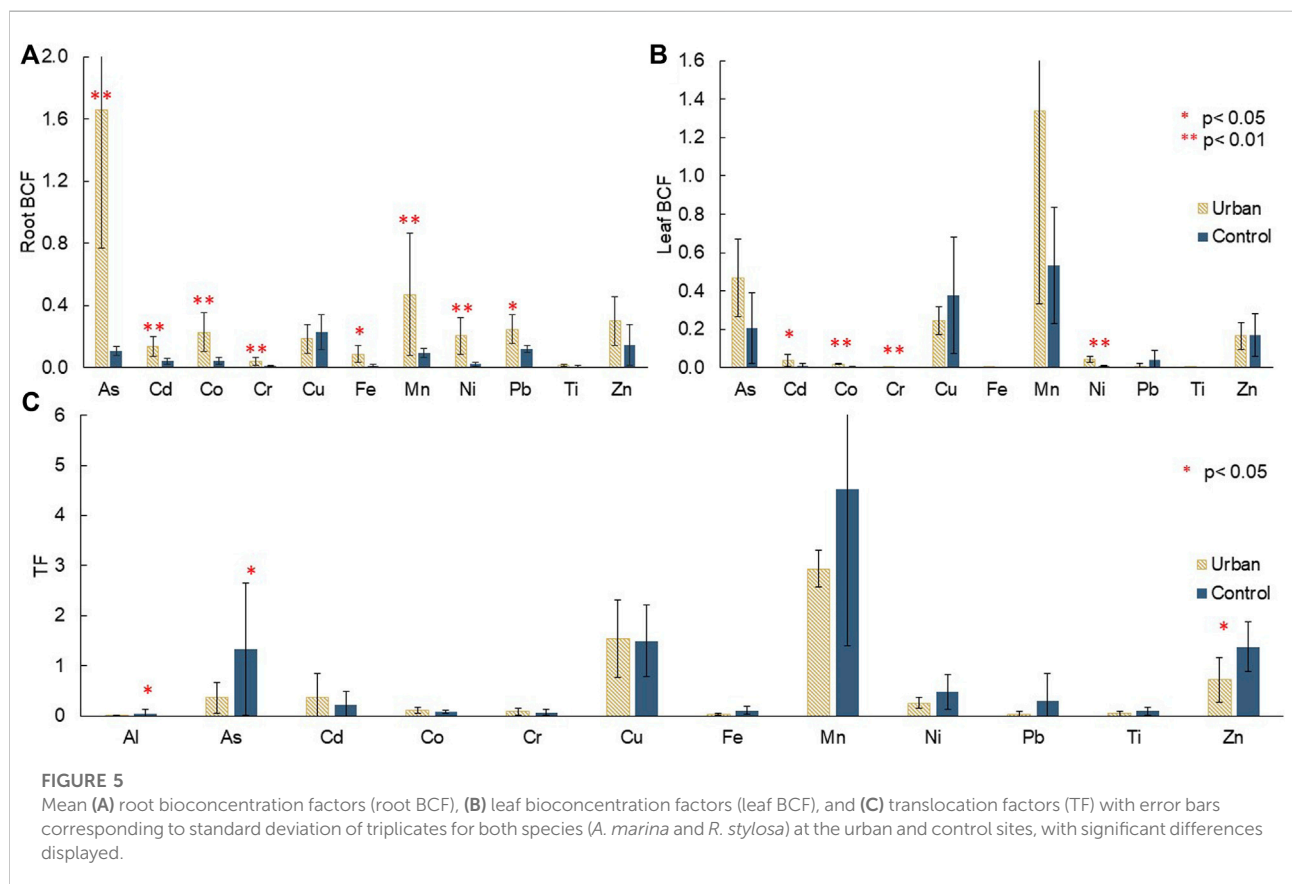 A
B
2.0
1.6
1.2
0.8
0.4
0.0
Root BCF
**
**
**
**
*
**
**
*
As Cd Co Cr Cu Fe Mn Ni Pb Ti Zn
1.6
1.4
1.2
1.0
0.8
0.6
0.4
0.2
0.0
Leaf BCF
*
**
**
**
* p< 0.05
** p< 0.01
Urban
Control
As Cd Co Cr Cu Fe Mn Ni Pb Ti Zn
C
6
5
4
3
2
1
0
TF
*
*
*
* p< 0.05
Urban
Control
Al As Cd Co Cr Cu Fe Mn Ni Pb Ti Zn
FIGURE 5
Mean (A) root bioconcentration factors (root BCF), (B) leaf bioconcentration factors (leaf BCF), and (C) translocation factors (TF) with error bars
corresponding to standard deviation of triplicates for both species (A. marina and R. stylosa) at the urban and control sites, with significant differences
displayed.